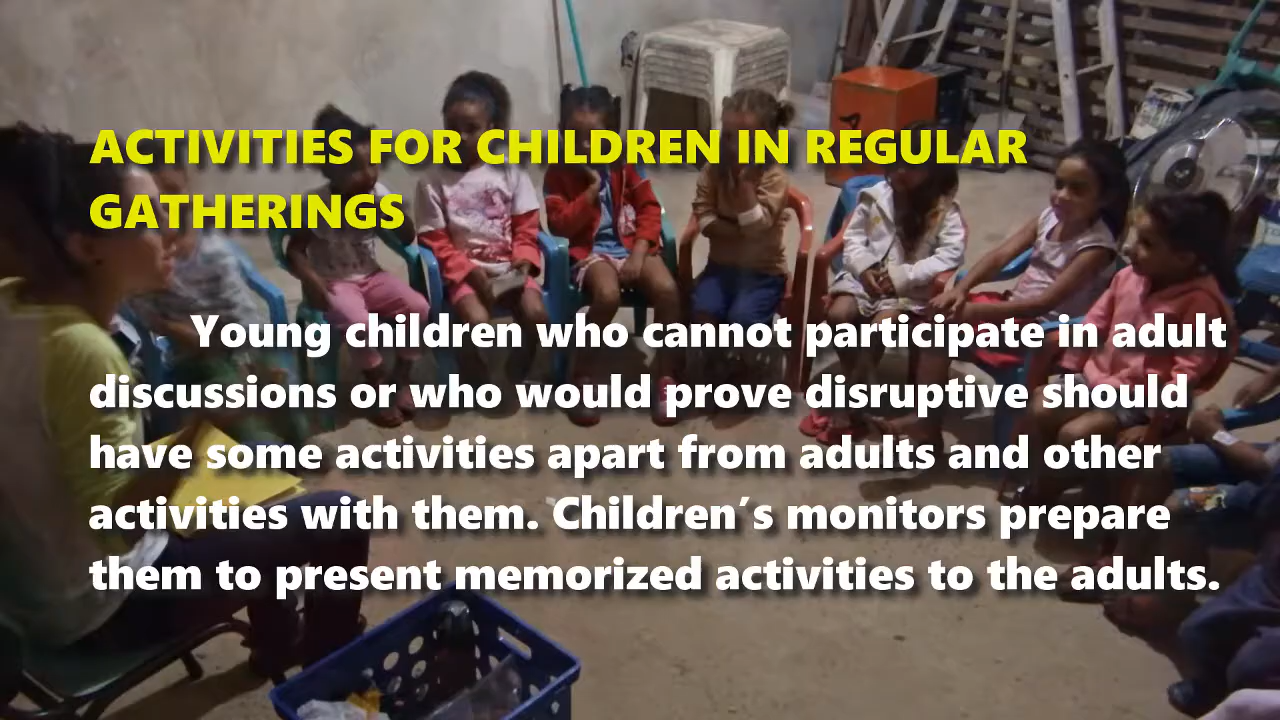 ACTIVITIES FOR CHILDREN IN REGULAR
GATHERINGS
Young children who cannot participate in adult
discussions or who would prove disruptive should
have some activities apart from adults and other
activities with them. Children’s monitors prepare
them to present memorized activities to the adults.